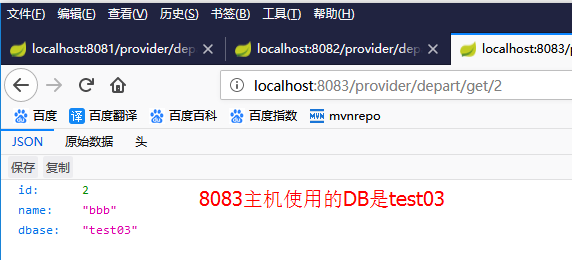 文件(F) 编辑(E) 查看(V) 历史(S) 书签(B) 工具(T) 帮助(H)
localhost:8081/provider/dep localhost:8082/provider/dep localhost:8083/p
localhost:8083/provider/depart/get/2
百度 译 百度翻译 百度百科 百度指数 MVN mvnrepo
JSON 原始数据 头
保存 复制
id: 2
name: "bbb"
dbase: "test03"
8083主机使用的DB是test03